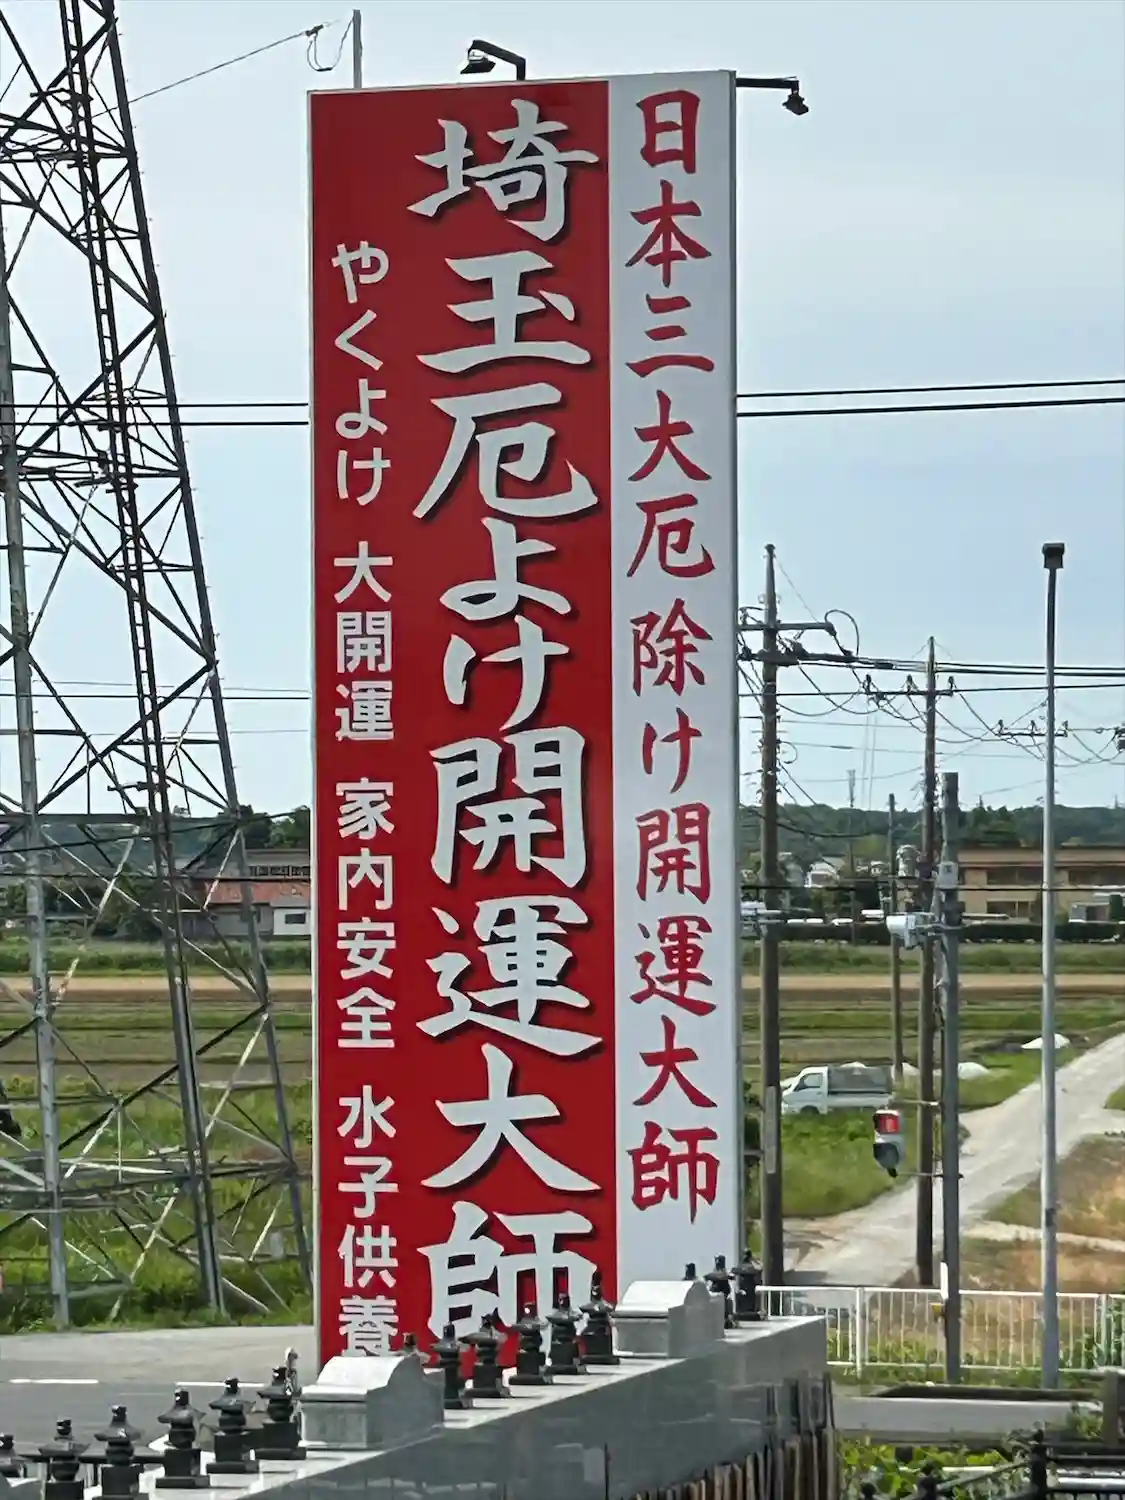 日本三大厄除け開運大師
埼玉厄よけ開運大師
やくよけ 大開運 家内安全 水子供養